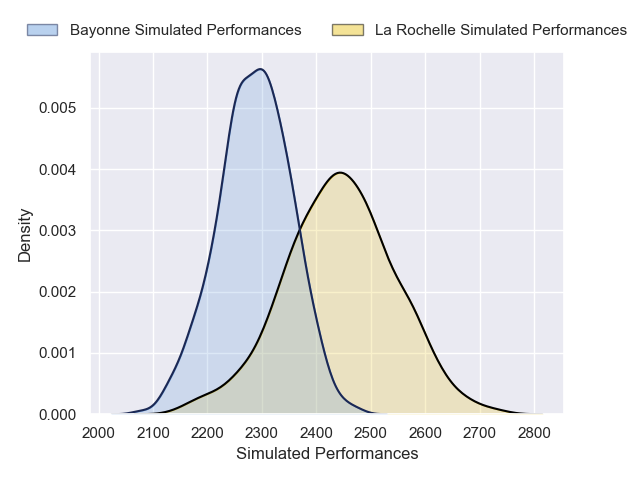 Bayonne Simulated Performances La Rochelle Simulated Performances
0.005
0.004
0.003
0.002
0.001
0.000
Density
2000 2100 2200 2300 2400 2500 2600 2700 2800
Simulated Performances